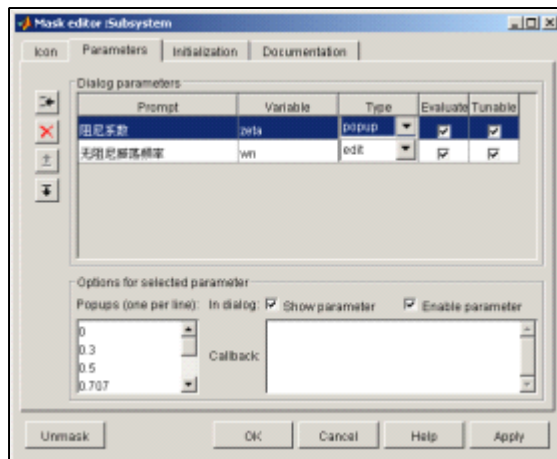 Mask editor :Subsystem
Icon Parameters Initialization Documentation
Dialog parameters
Prompt Variable Type Evaluate Tunable
阻尼系数 zeta popup
无阻尼振荡频率 wn edit
Options for selected parameter
Popups (one per line): In dialog: Show parameter Enable parameter
0
0.3
0.5
0.707
Callback:
Unmask OK Cancel Help Apply